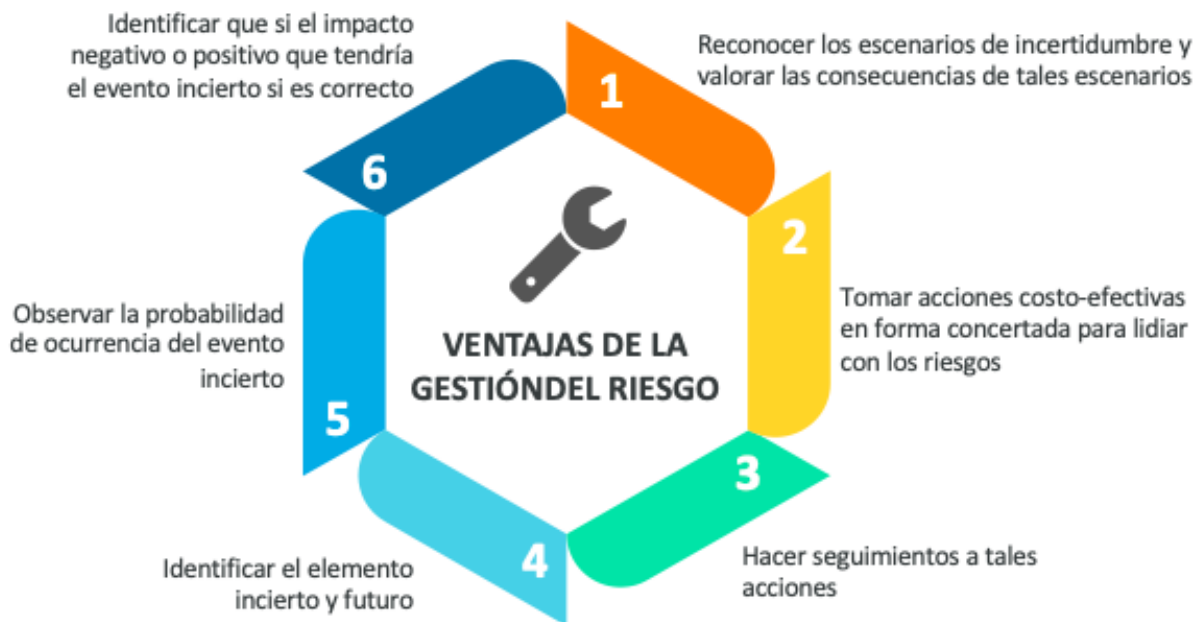 VENTAJAS DE LA
GESTIÓNDEL RIESGO
1
Reconocer los escenarios de incertidumbre y
valorar las consecuencias de tales escenarios
2
Tomar acciones costo-efectivas
en forma concertada para lidiar
con los riesgos
3
Hacer seguimientos a tales
acciones
4
Identificar el elemento
incierto y futuro
5
Observar la probabilidad
de ocurrencia del evento
incierto
6
Identificar que si el impacto
negativo o positivo que tendría
el evento incierto si es correcto